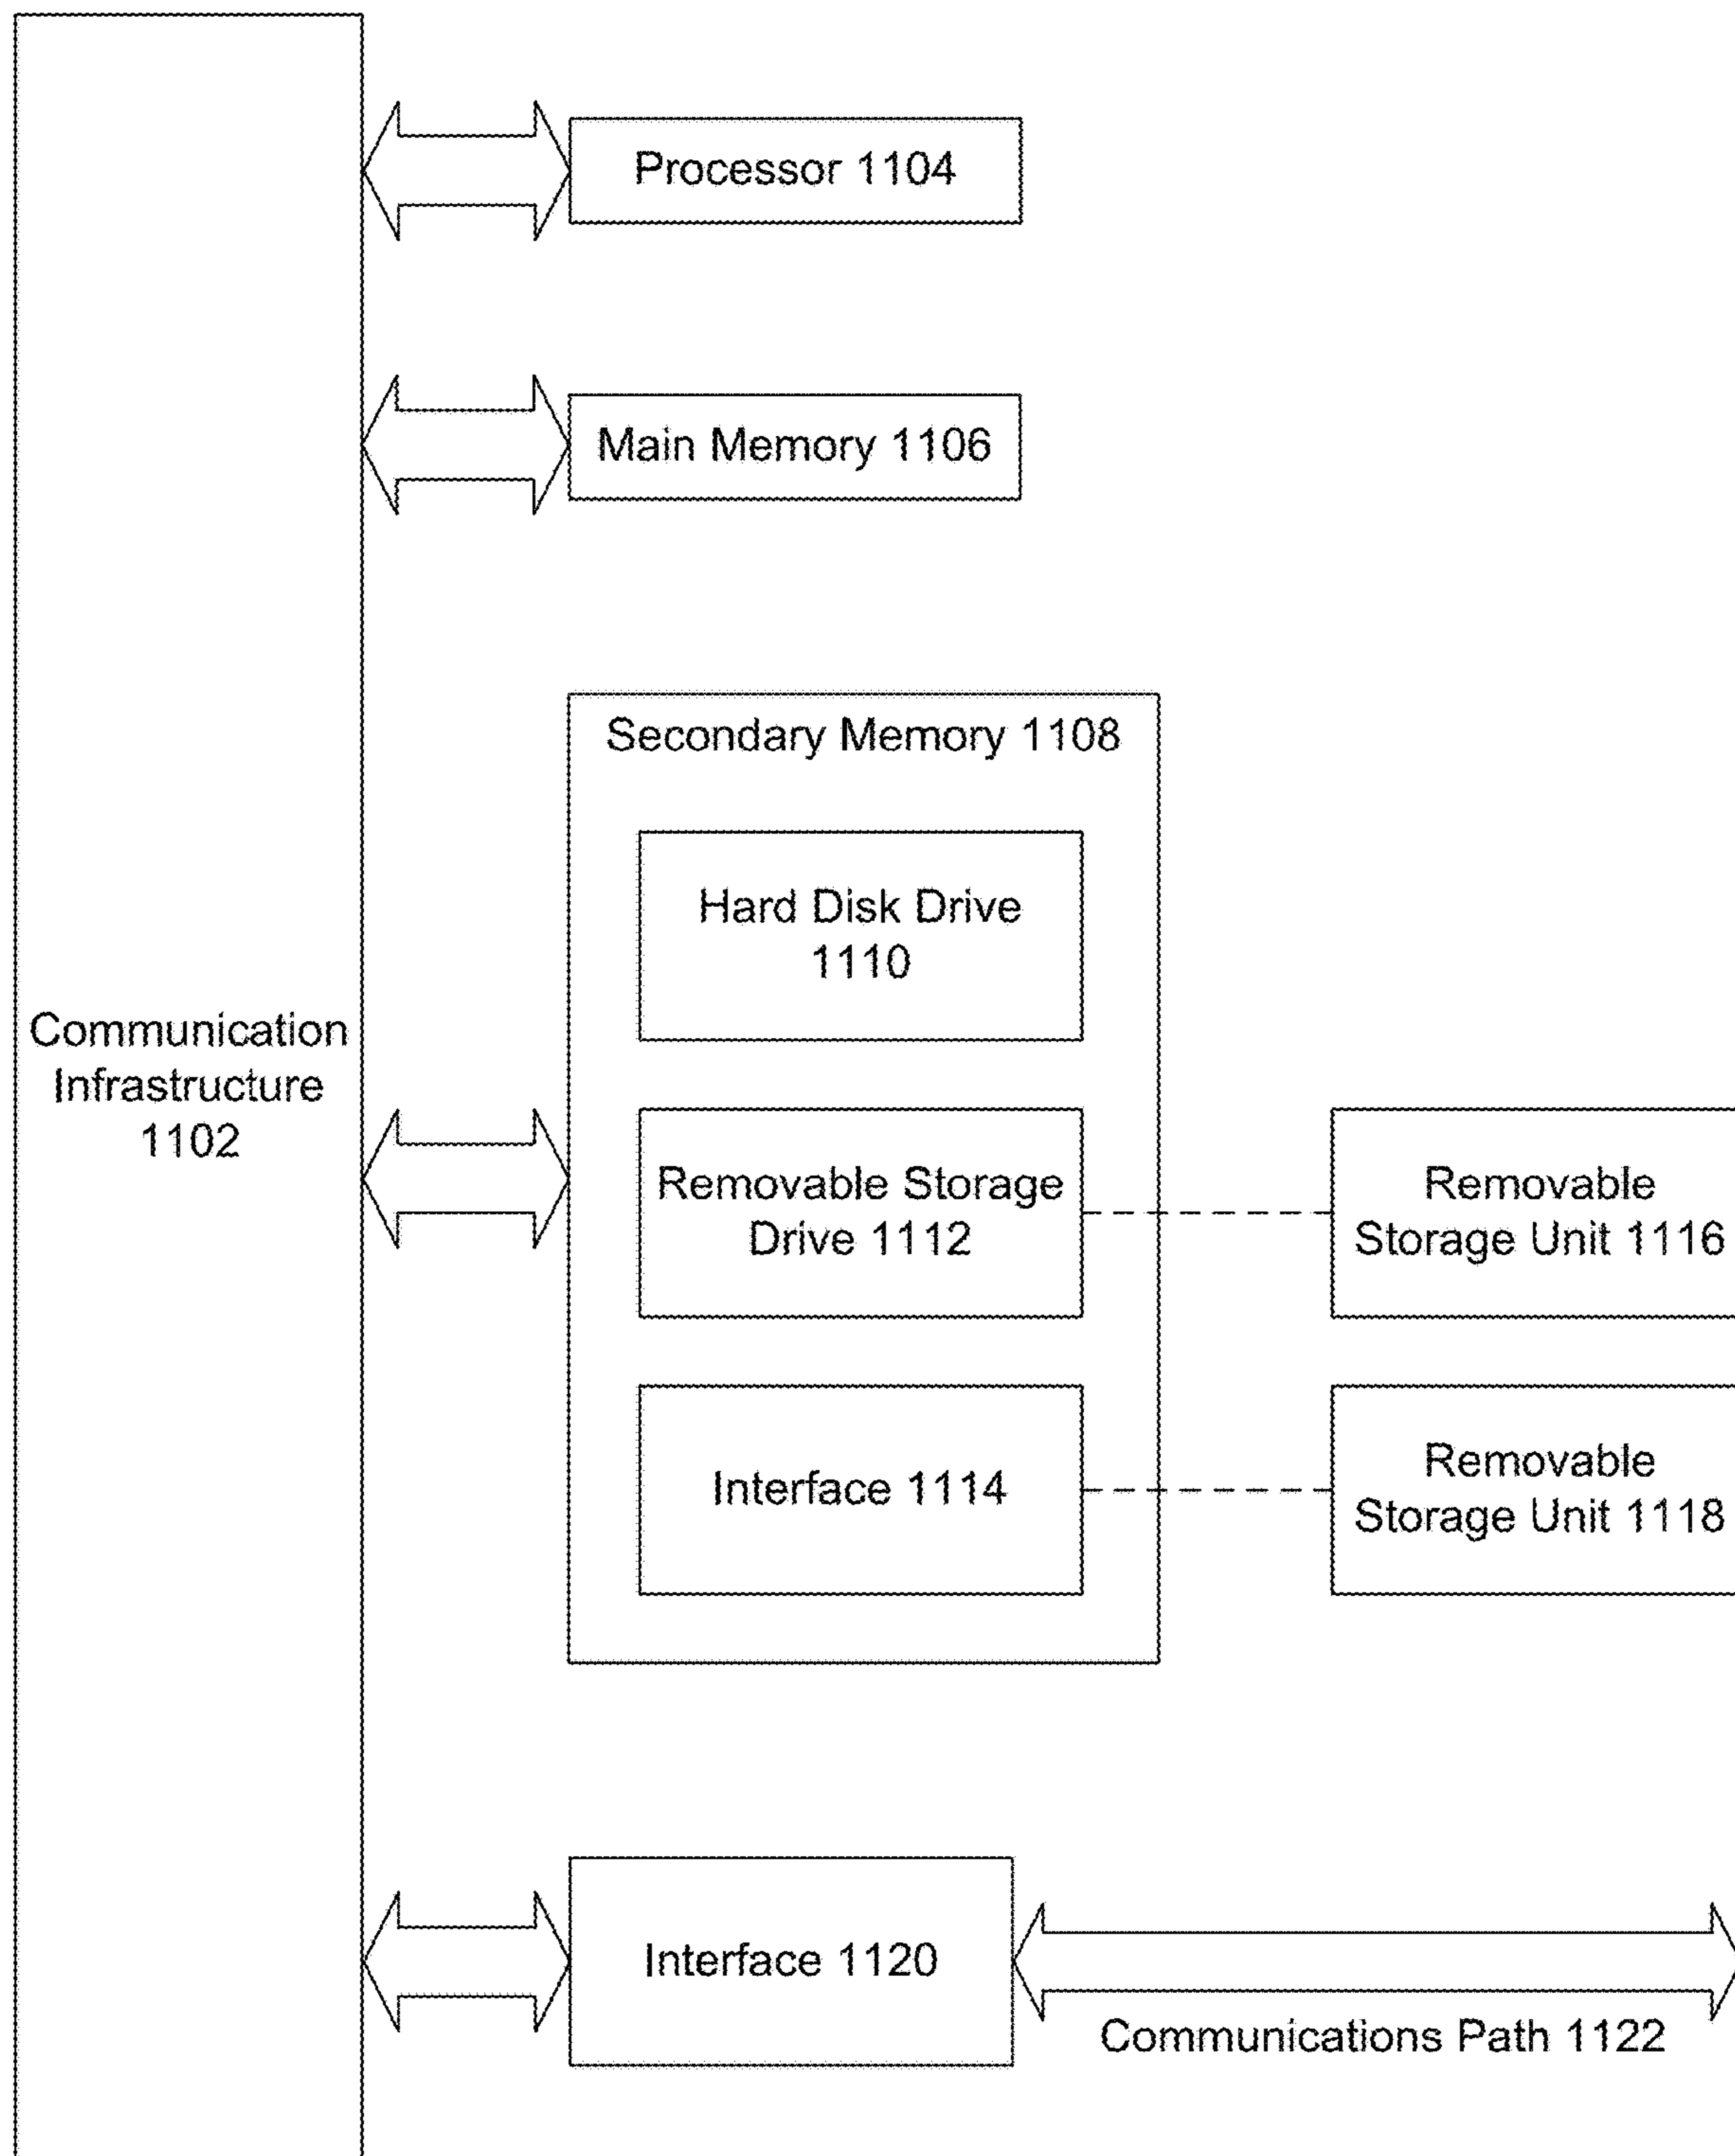 Processor 1104
Main Memory 1106
Secondary Memory 1108
Hard Disk Drive
1110
Communication
Infrastructure
1102
Removable Storage
Drive 1112
Removable
Storage Unit 1116
Interface 1114
Removable
Storage Unit 1118
Interface 1120
Communications Path 1122